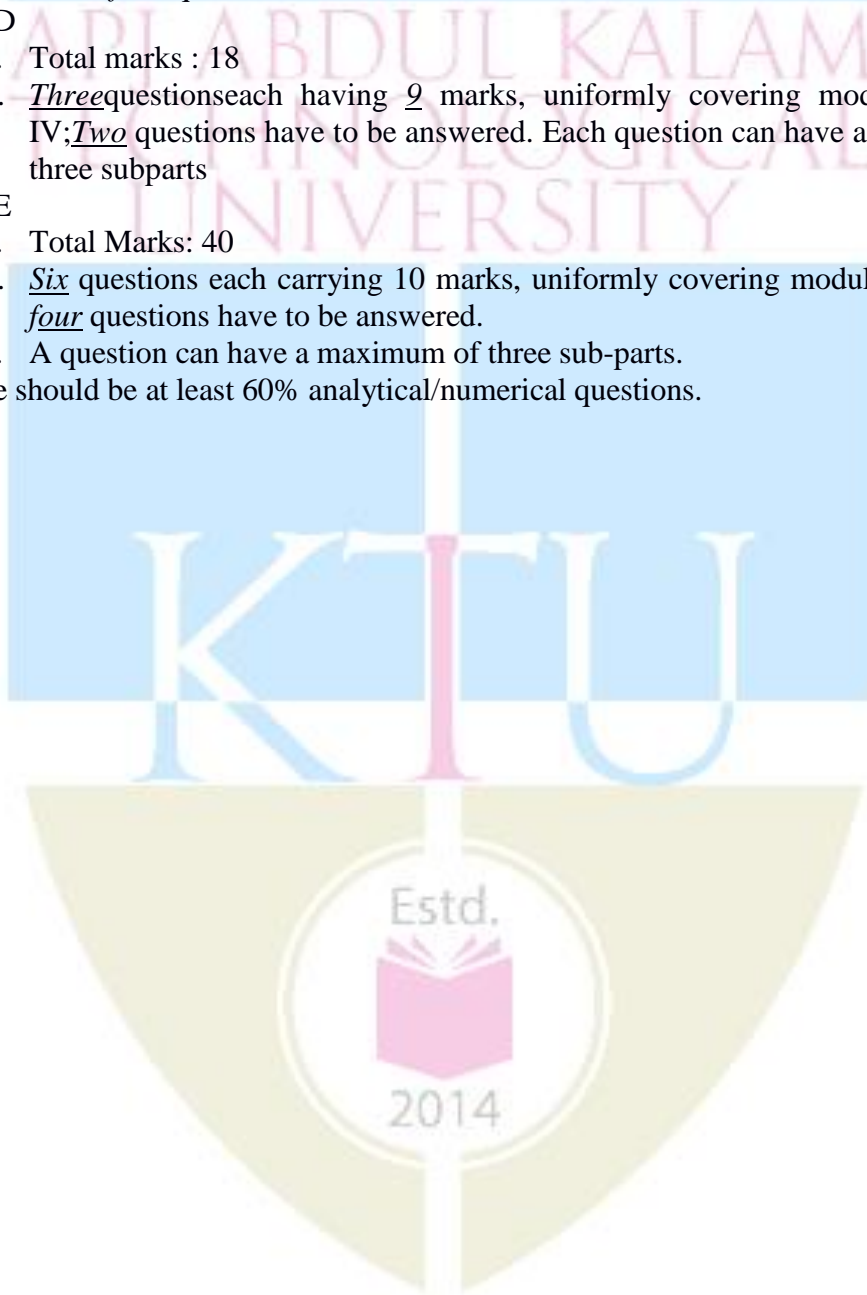 D
API ABDUL KALAM
. Total marks : 18
. Threequestionseach having 9 marks, uniformly covering mod
TECHNOLOGICAL
IV;Two questions have to be answered. Each question can have a
three subparts
UNIVERSITY
E
. Total Marks: 40
. Six questions each carrying 10 marks, uniformly covering modul
four questions have to be answered.
. A question can have a maximum of three sub-parts.
e should be at least 60% analytical/numerical questions.
KTU
Estd.
2014